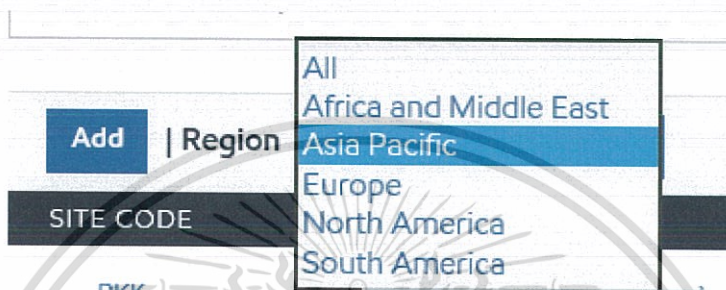 All
Africa and Middle East
Add | Region Asia Pacific
Europe
SITE CODE North America
South America